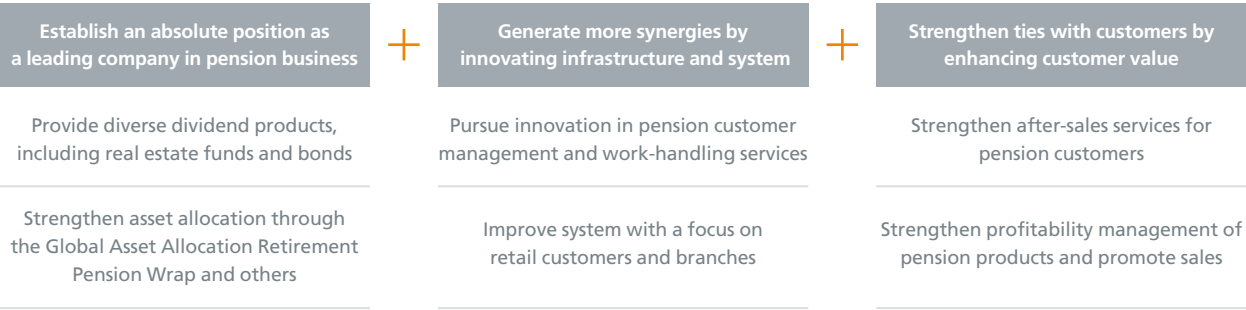 Establish an absolute position as
a leading company in pension business
+
Generate more synergies by
innovating infrastructure and system
+
Strengthen ties with customers by
enhancing customer value
Provide diverse dividend products,
including real estate funds and bonds
Pursue innovation in pension customer
management and work-handling services
Strengthen after-sales services for
pension customers
Strengthen asset allocation through
the Global Asset Allocation Retirement
Pension Wrap and others
Improve system with a focus on
retail customers and branches
Strengthen profitability management of
pension products and promote sales